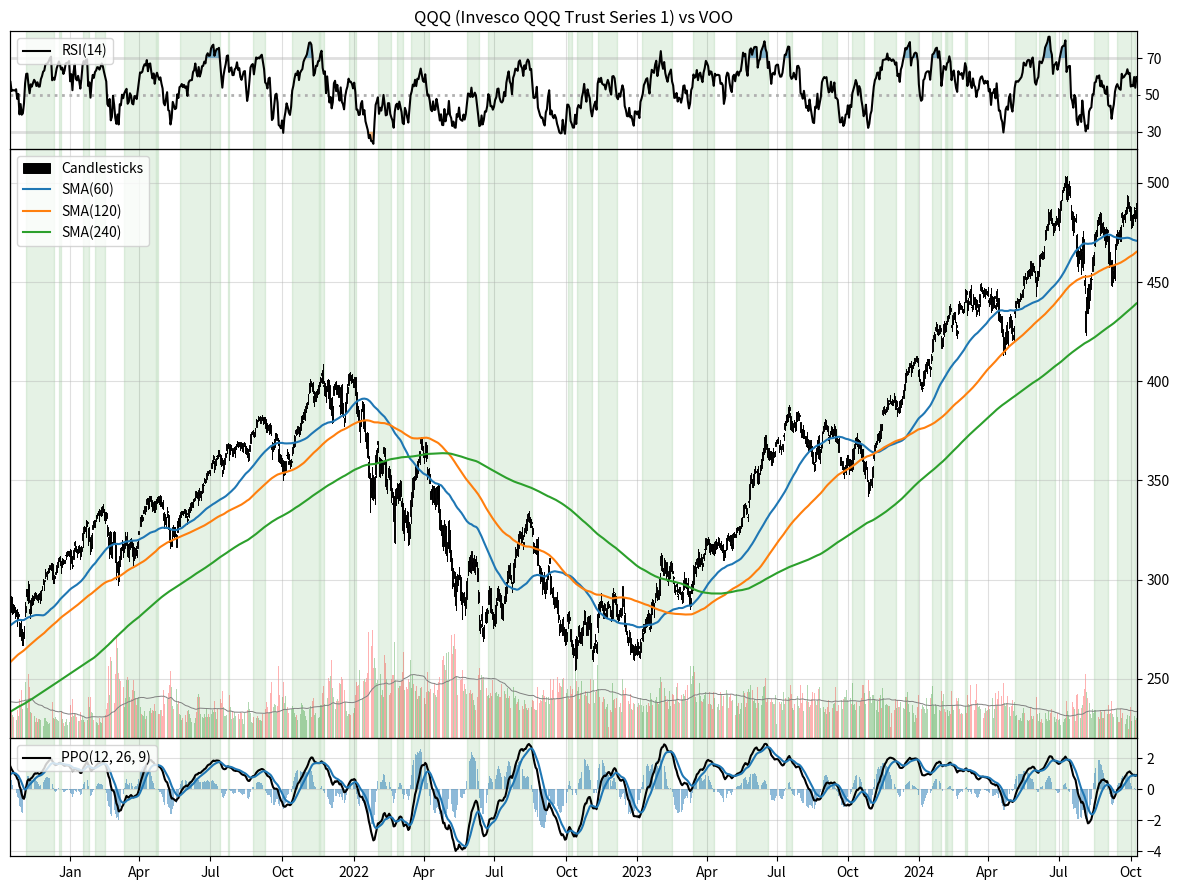 QQQ (Invesco QQQ Trust Series 1) vs VOO
RSI(14)
70
50
30
Candlesticks
SMA(60)
SMA(120)
SMA(240)
500
450
400
350
300
250
PPO(12, 26, 9)
2
0
−2
−4
Jan Apr Jul Oct 2022 Apr Jul Oct 2023 Apr Jul Oct 2024 Apr Jul Oct